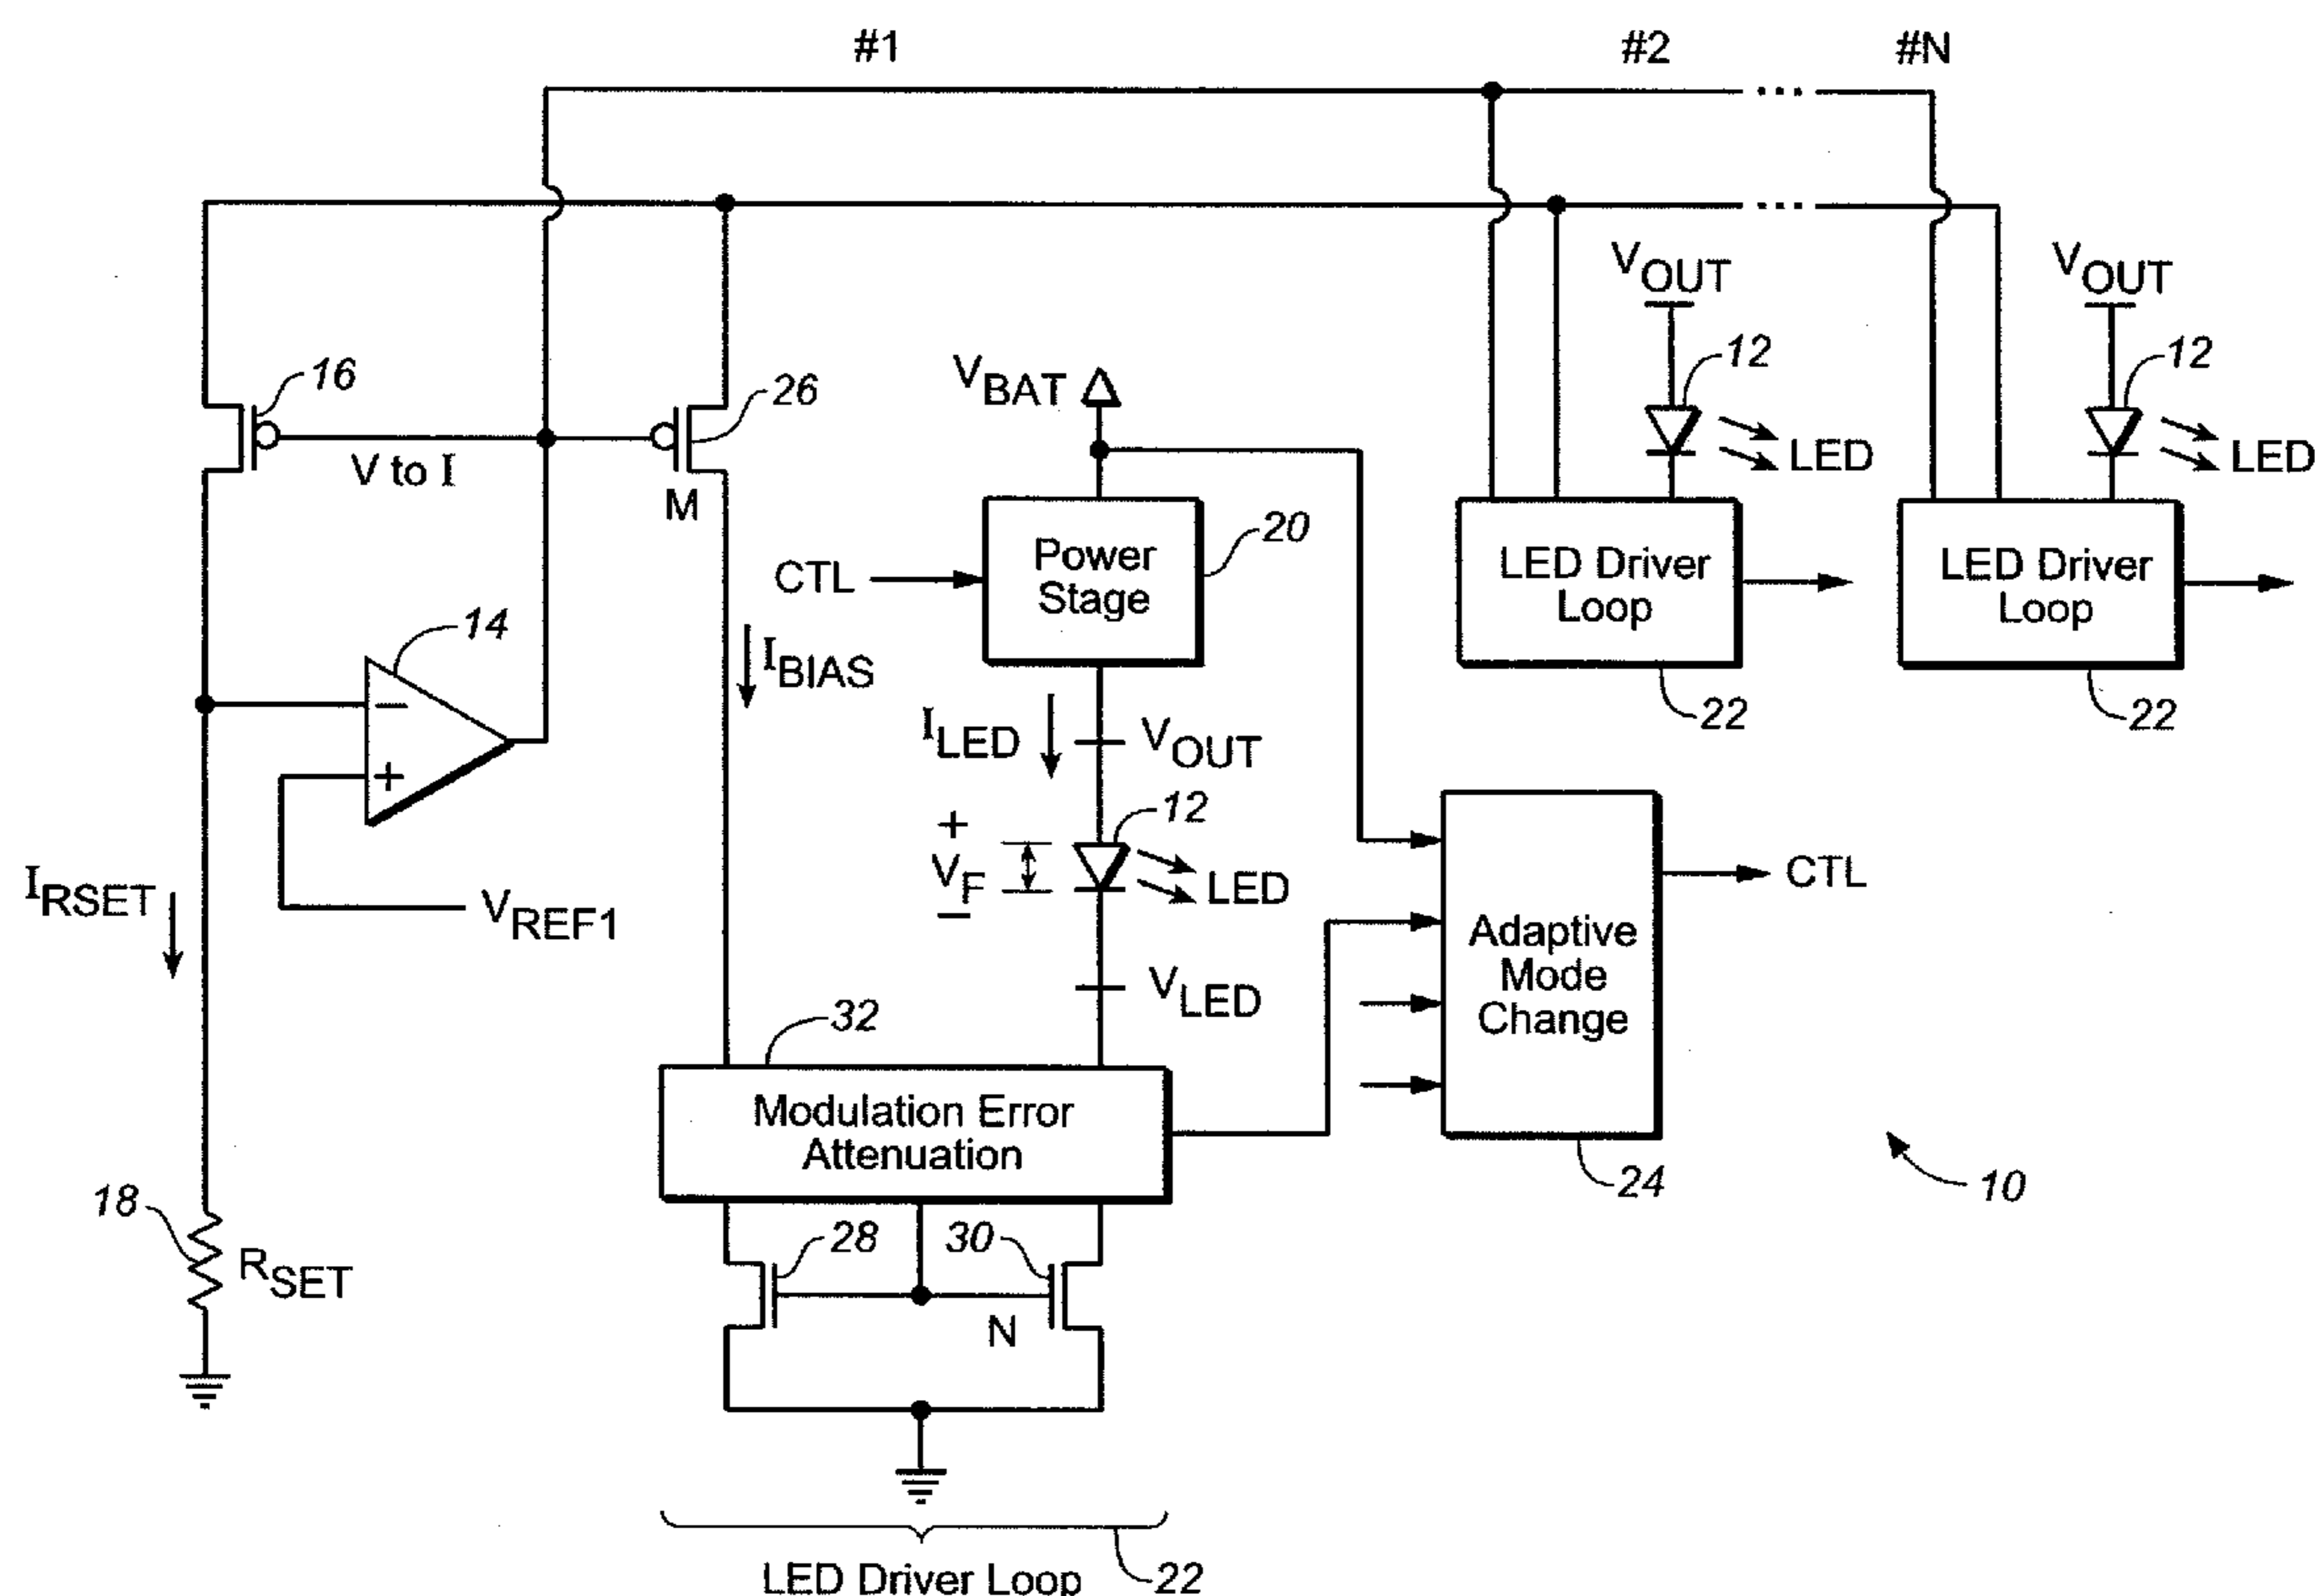 #1
#2
#N
VOUT
VOUT
16
26
VBAT
12
12
V to I
LED
LED
M
20
Power
Stage
CTL
LED Driver
Loop
LED Driver
Loop
14
IBIAS
22
22
ILED
VOUT
−
+
12
+
VF
−
LED
CTL
IRSET
VREF1
Adaptive
Mode
Change
VLED
32
Modulation Error
Attenuation
24
10
18
RSET
28
30
N
LED Driver Loop
22